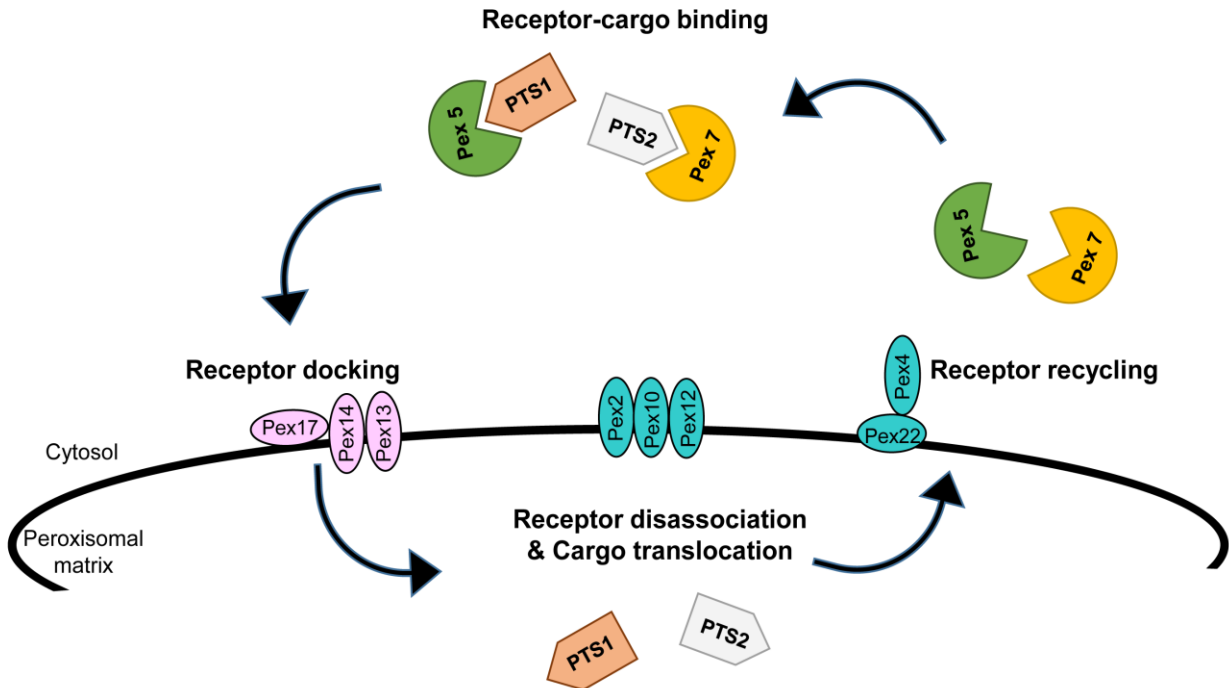 Receptor-cargo binding
Pex 5
PTS1
PTS2
Pex 7
Pex 5
Pex 7
Receptor docking
Pex17
Pex14
Pex13
Pex2
Pex10
Pex12
Pex4
Pex22
Receptor recycling
Cytosol
Peroxisomal
matrix
Receptor disassociation
& Cargo translocation
PTS1
PTS2